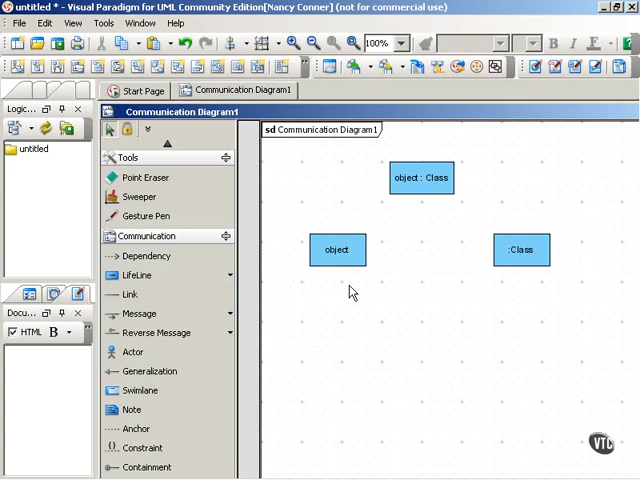 untitled * - Visual Paradigm for UML Community Edition[Nancy Conner] (not for commercial use)
File Edit View Tools Window Help
100%
B I F
Start Page Communication Diagram1
Logic...
untitled
Communication Diagram1
sd Communication Diagram1
Tools
Point Eraser
Sweeper
Gesture Pen
Communication
Dependency
LifeLine
Link
Message
Reverse Message
Actor
Generalization
Swimlane
Note
Anchor
Constraint
Containment
object : Class
object
:Class
Docu...
HTML B
VTC